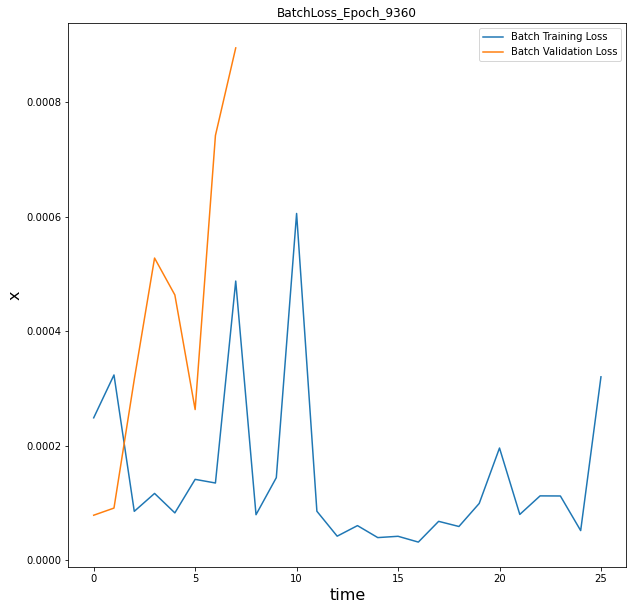 BatchLoss_Epoch_9360
Batch Training Loss
Batch Validation Loss
0.0008
0.0006
0.0004
0.0002
0.0000
x
0
5
10
15
20
25
time